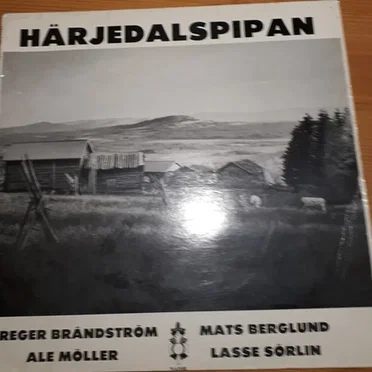 HÄRJEDALSPIPAN
REGER BRÄNDSTRÖM
MATS BERGLUND
ALE MÖLLER
LASSE SÖRLIN